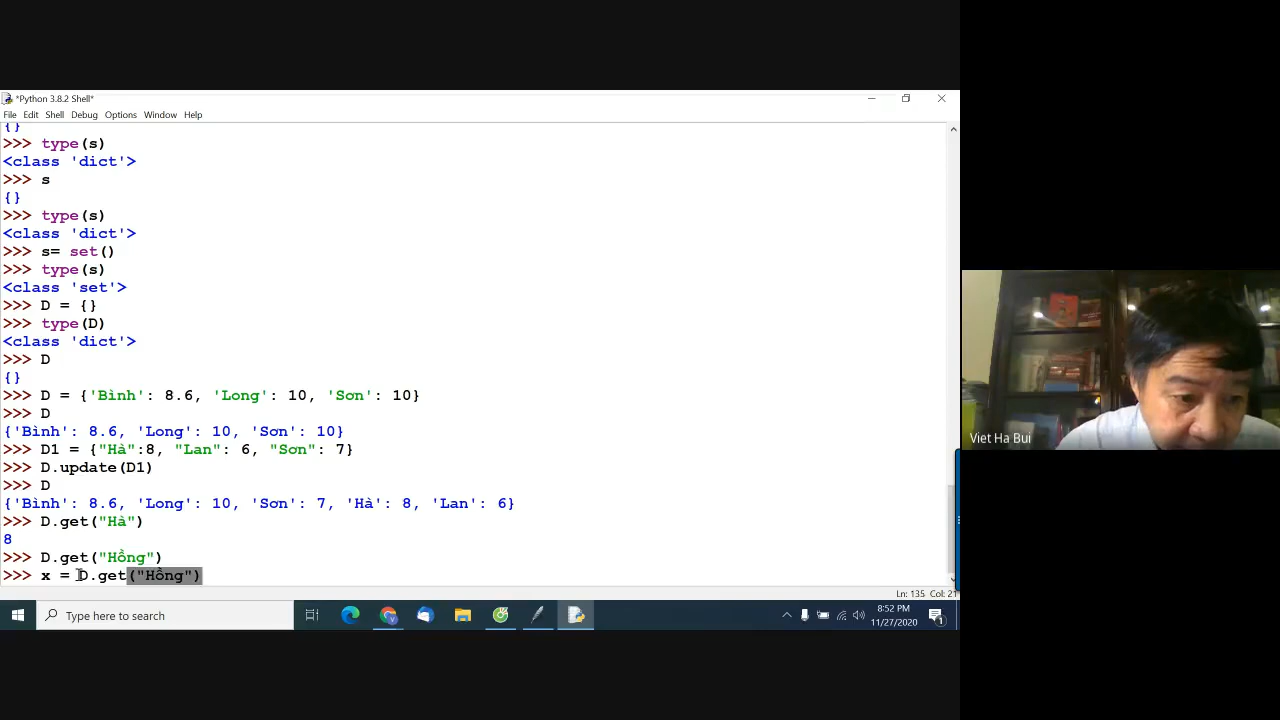 *Python 3.8.2 Shell*
File Edit Shell Debug Options Window Help
{}
>>> type(s)
<class 'dict'>
>>> s
{}
>>> type(s)
<class 'dict'>
>>> s= set()
>>> type(s)
<class 'set'>
>>> D = {}
>>> type(D)
<class 'dict'>
>>> D
{}
>>> D = {'Bình': 8.6, 'Long': 10, 'Sơn': 10}
>>> D
{'Bình': 8.6, 'Long': 10, 'Sơn': 10}
>>> D1 = {"Hà":8, "Lan": 6, "Sơn": 7}
>>> D.update(D1)
>>> D
{'Bình': 8.6, 'Long': 10, 'Sơn': 7, 'Hà': 8, 'Lan': 6}
>>> D.get("Hà")
8
>>> D.get("Hồng")
>>> x = D.get("Hồng")
Ln: 135 Col: 21
Type here to search
8:52 PM
11/27/2020
1
Viet Ha Bui